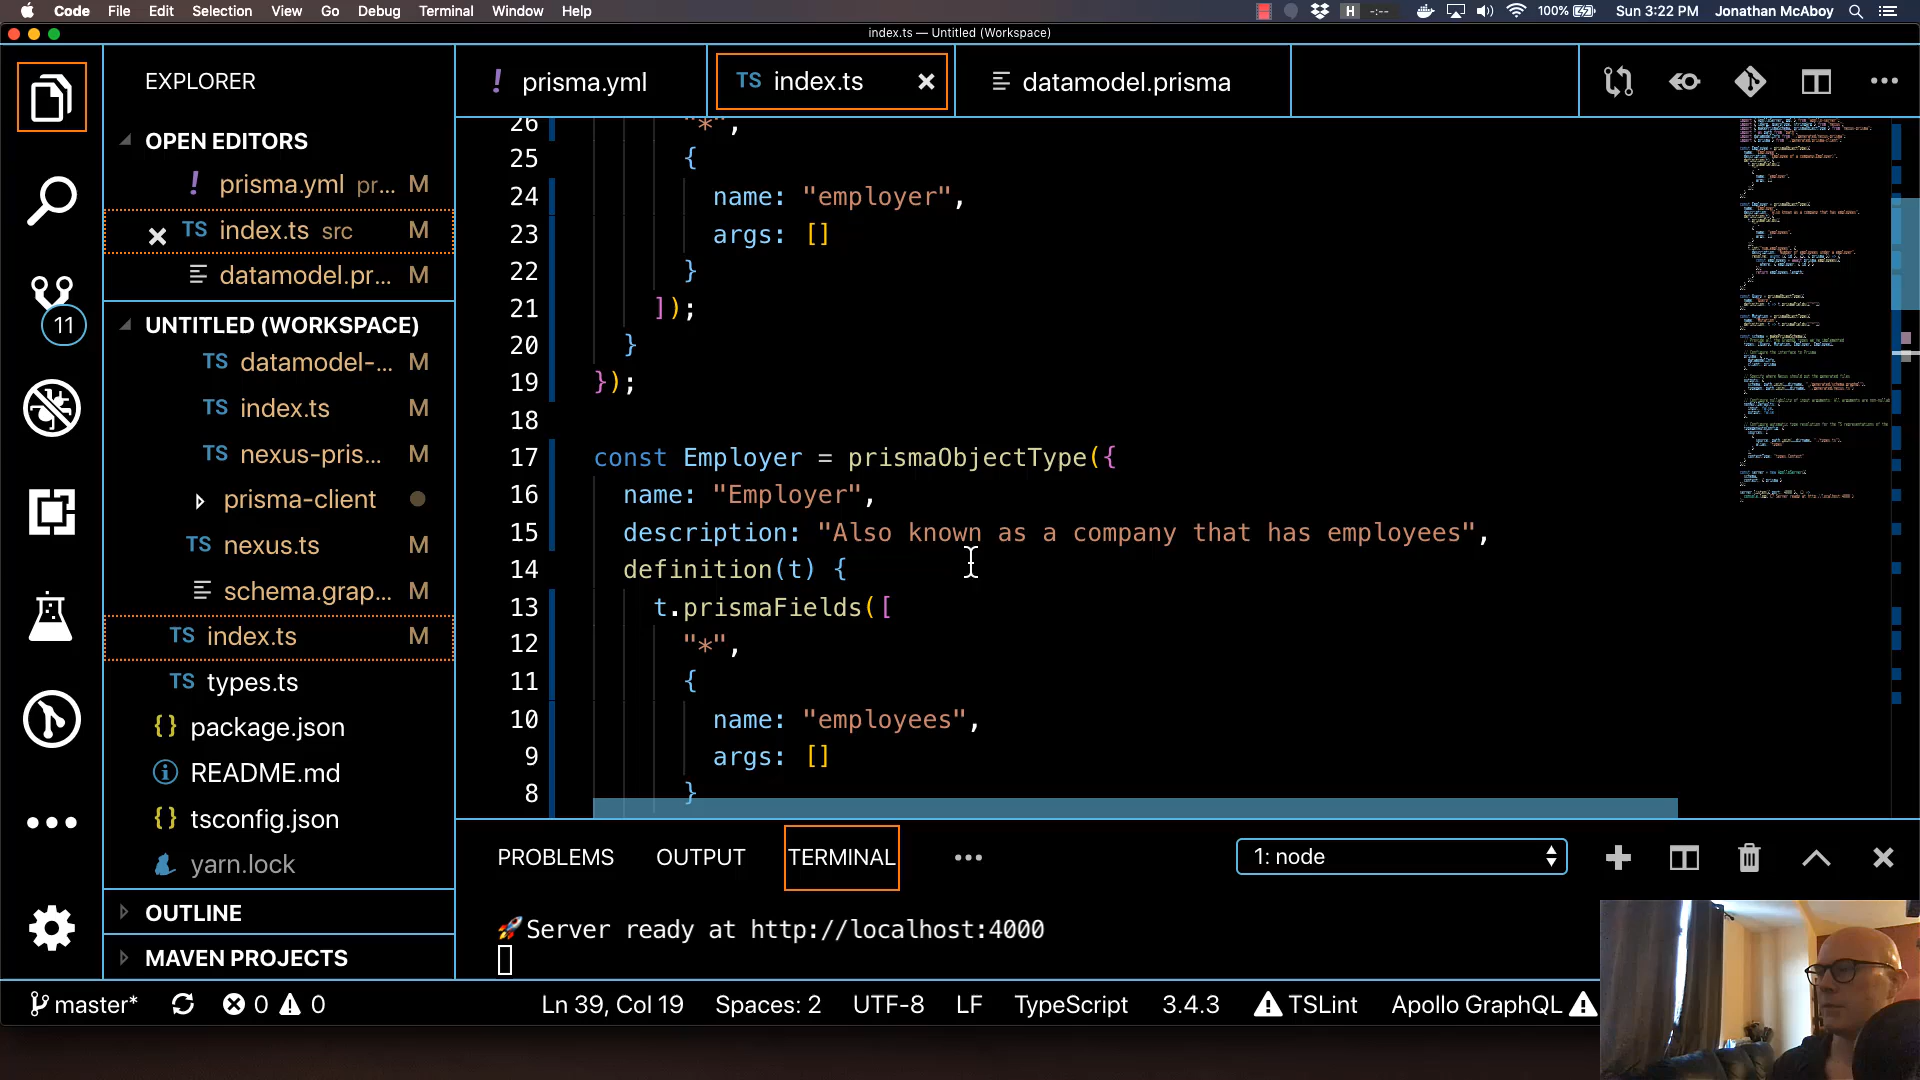 Code File Edit Selection View Go Debug Terminal Window Help H -:-- 100% Sun 3:22 PM Jonathan McAboy
index.ts — Untitled (Workspace)
EXPLORER
! prisma.yml TS index.ts datamodel.prisma
OPEN EDITORS
! prisma.yml pr... M
TS index.ts src M
datamodel.pr... M
UNTITLED (WORKSPACE)
TS datamodel-... M
TS index.ts M
TS nexus-pris... M
prisma-client
TS nexus.ts M
schema.grap... M
TS index.ts M
TS types.ts
{} package.json
README.md
{} tsconfig.json
yarn.lock
OUTLINE
MAVEN PROJECTS
11
26 "*",
25 {
24 name: "employer",
23 args: []
22 }
21 ]);
20 }
19 });
18
17 const Employer = prismaObjectType({
16 name: "Employer",
15 description: "Also known as a company that has employees",
14 definition(t) {
13 t.prismaFields([
12 "*",
11 {
10 name: "employees",
9 args: []
8 }
PROBLEMS OUTPUT TERMINAL ... 1: node
🚀Server ready at http://localhost:4000
master* 0 0 Ln 39, Col 19 Spaces: 2 UTF-8 LF TypeScript 3.4.3 TSLint Apollo GraphQL